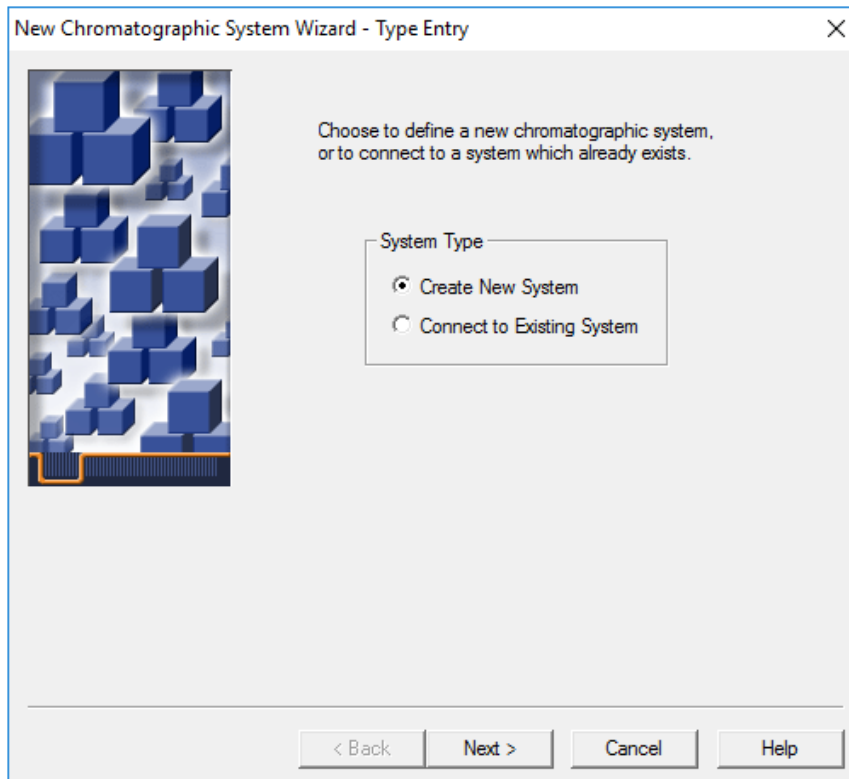 New Chromatographic System Wizard - Type Entry
Choose to define a new chromatographic system,
or to connect to a system which already exists.
System Type
Create New System
Connect to Existing System
< Back
Next >
Cancel
Help